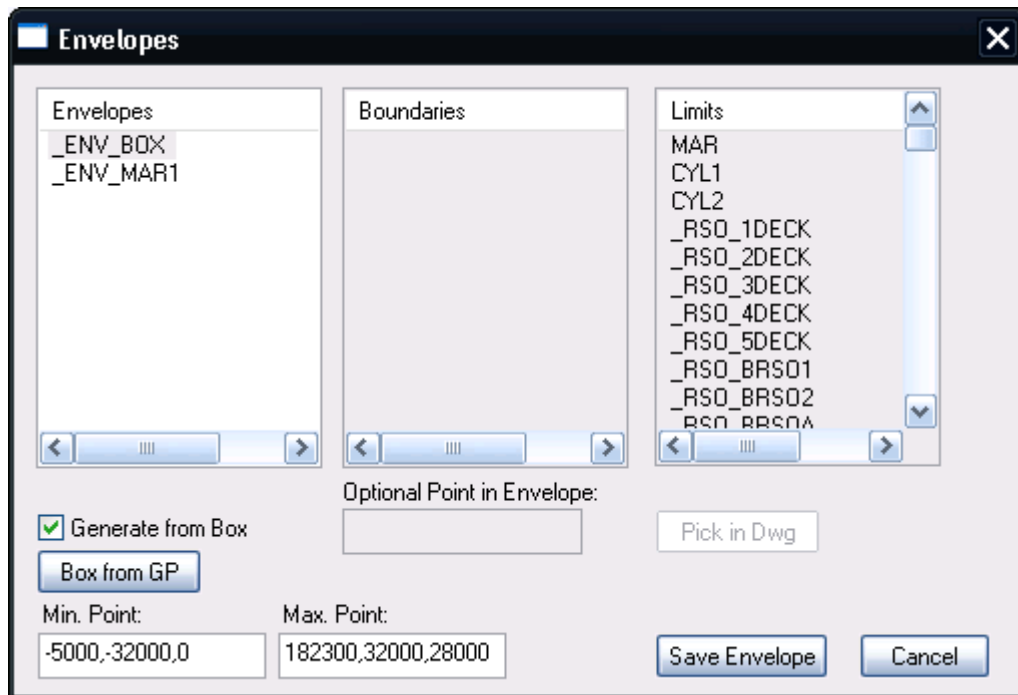 Envelopes
Envelopes
_ENV_BOX
_ENV_MAR1
Boundaries
Limits
MAR
CYL1
CYL2
_RSO_1DECK
_RSO_2DECK
_RSO_3DECK
_RSO_4DECK
_RSO_5DECK
_RSO_BRSO1
_RSO_BRSO2
_RSO_BRSOA
Optional Point in Envelope:
Generate from Box
Pick in Dwg
Box from GP
Min. Point:
Max. Point:
-5000,-32000,0
182300,32000,28000
Save Envelope
Cancel